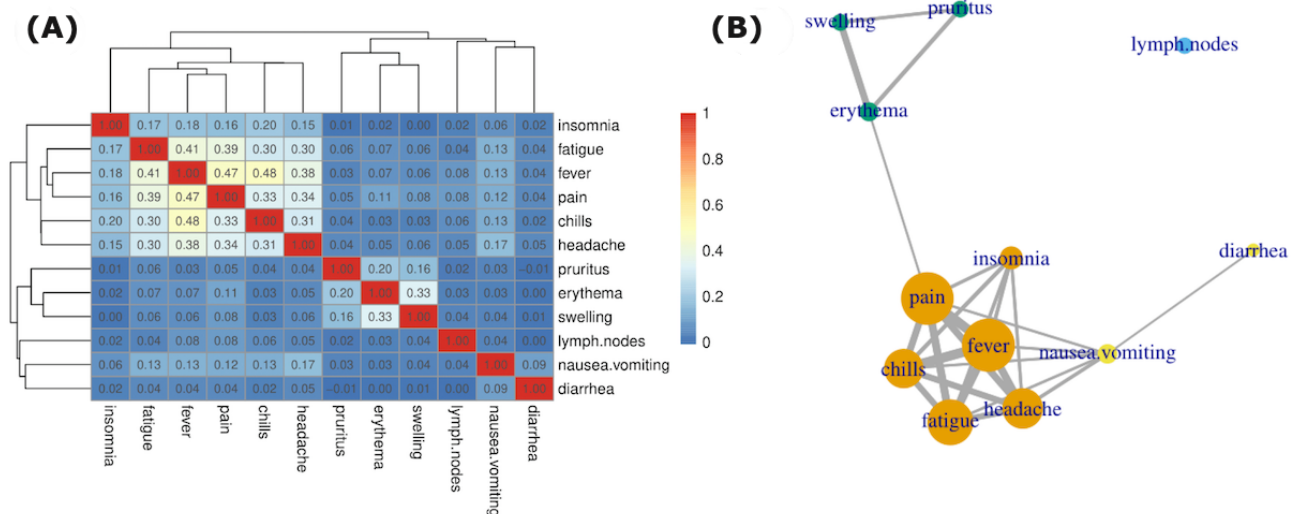 (A)
1.00 0.17 0.18 0.16 0.20 0.15 0.01 0.02 0.00 0.02 0.06 0.02 insomnia
0.17 1.00 0.41 0.39 0.30 0.30 0.06 0.07 0.06 0.04 0.13 0.04 fatigue
0.18 0.41 1.00 0.47 0.48 0.38 0.03 0.07 0.06 0.08 0.13 0.04 fever
0.16 0.39 0.47 1.00 0.33 0.34 0.05 0.11 0.08 0.08 0.12 0.04 pain
0.20 0.30 0.48 0.33 1.00 0.31 0.04 0.03 0.03 0.06 0.13 0.02 chills
0.15 0.30 0.38 0.34 0.31 1.00 0.04 0.05 0.06 0.05 0.17 0.05 headache
0.01 0.06 0.03 0.05 0.04 0.04 1.00 0.20 0.16 0.02 0.03 −0.01 pruritus
0.02 0.07 0.07 0.11 0.03 0.05 0.20 1.00 0.33 0.03 0.03 0.00 erythema
0.00 0.06 0.06 0.08 0.03 0.06 0.16 0.33 1.00 0.04 0.04 0.01 swelling
0.02 0.04 0.08 0.08 0.06 0.05 0.02 0.03 0.04 1.00 0.04 0.00 lymph.nodes
0.06 0.13 0.13 0.12 0.13 0.17 0.03 0.03 0.04 0.04 1.00 0.09 nausea.vomiting
0.02 0.04 0.04 0.04 0.02 0.05 −0.01 0.00 0.01 0.00 0.09 1.00 diarrhea
insomnia
fatigue
fever
pain
chills
headache
pruritus
erythema
swelling
lymph.nodes
nausea.vomiting
diarrhea
1
0.8
0.6
0.4
0.2
0
(B)
swelling
pruritus
lymph.nodes
erythema
insomnia
diarrhea
pain
fever
nausea.vomiting
chills
headache
fatigue